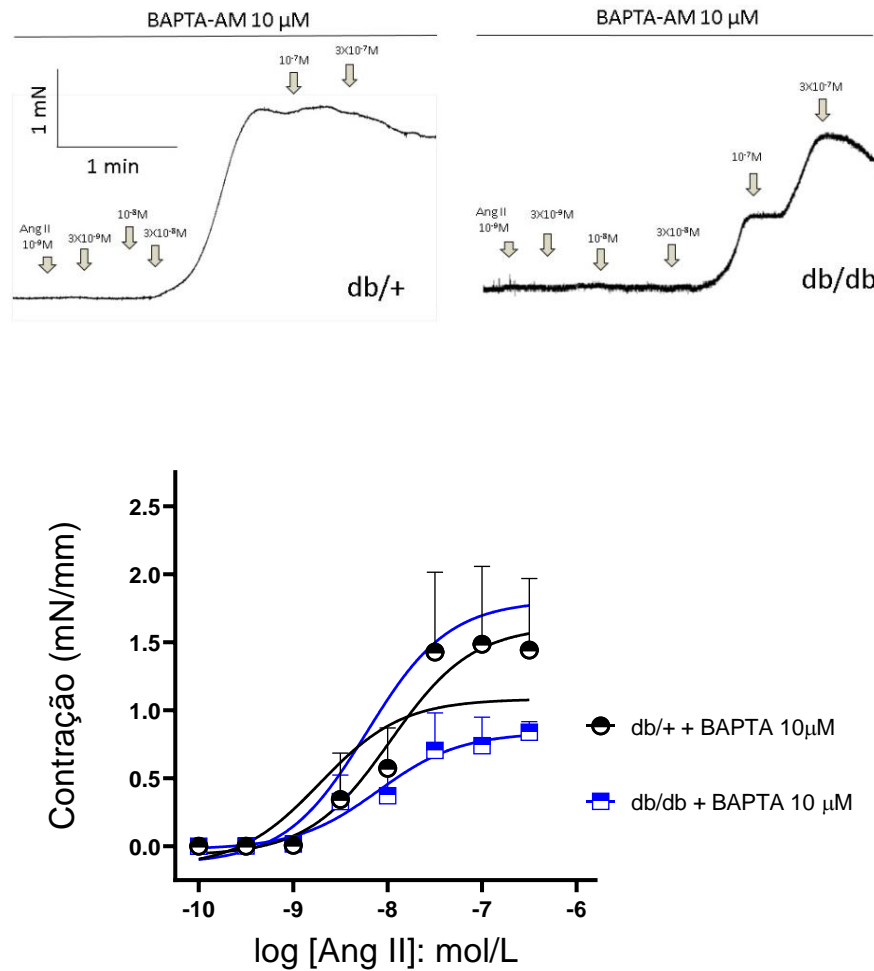 BAPTA-AM 10 µM
1 mN
1 min
Ang II
10⁻⁹M
3X10⁻⁹M
10⁻⁸M
3X10⁻⁸M
10⁻⁷M
3X10⁻⁷M
db/+
BAPTA-AM 10 µM
Ang II
10⁻⁹M
3X10⁻⁹M
10⁻⁸M
3X10⁻⁸M
10⁻⁷M
3X10⁻⁷M
db/db
Contração (mN/mm)
2.5
2.0
1.5
1.0
0.5
0.0
-10 -9 -8 -7 -6
log [Ang II]: mol/L
db/+ + BAPTA 10µM
db/db + BAPTA 10 µM